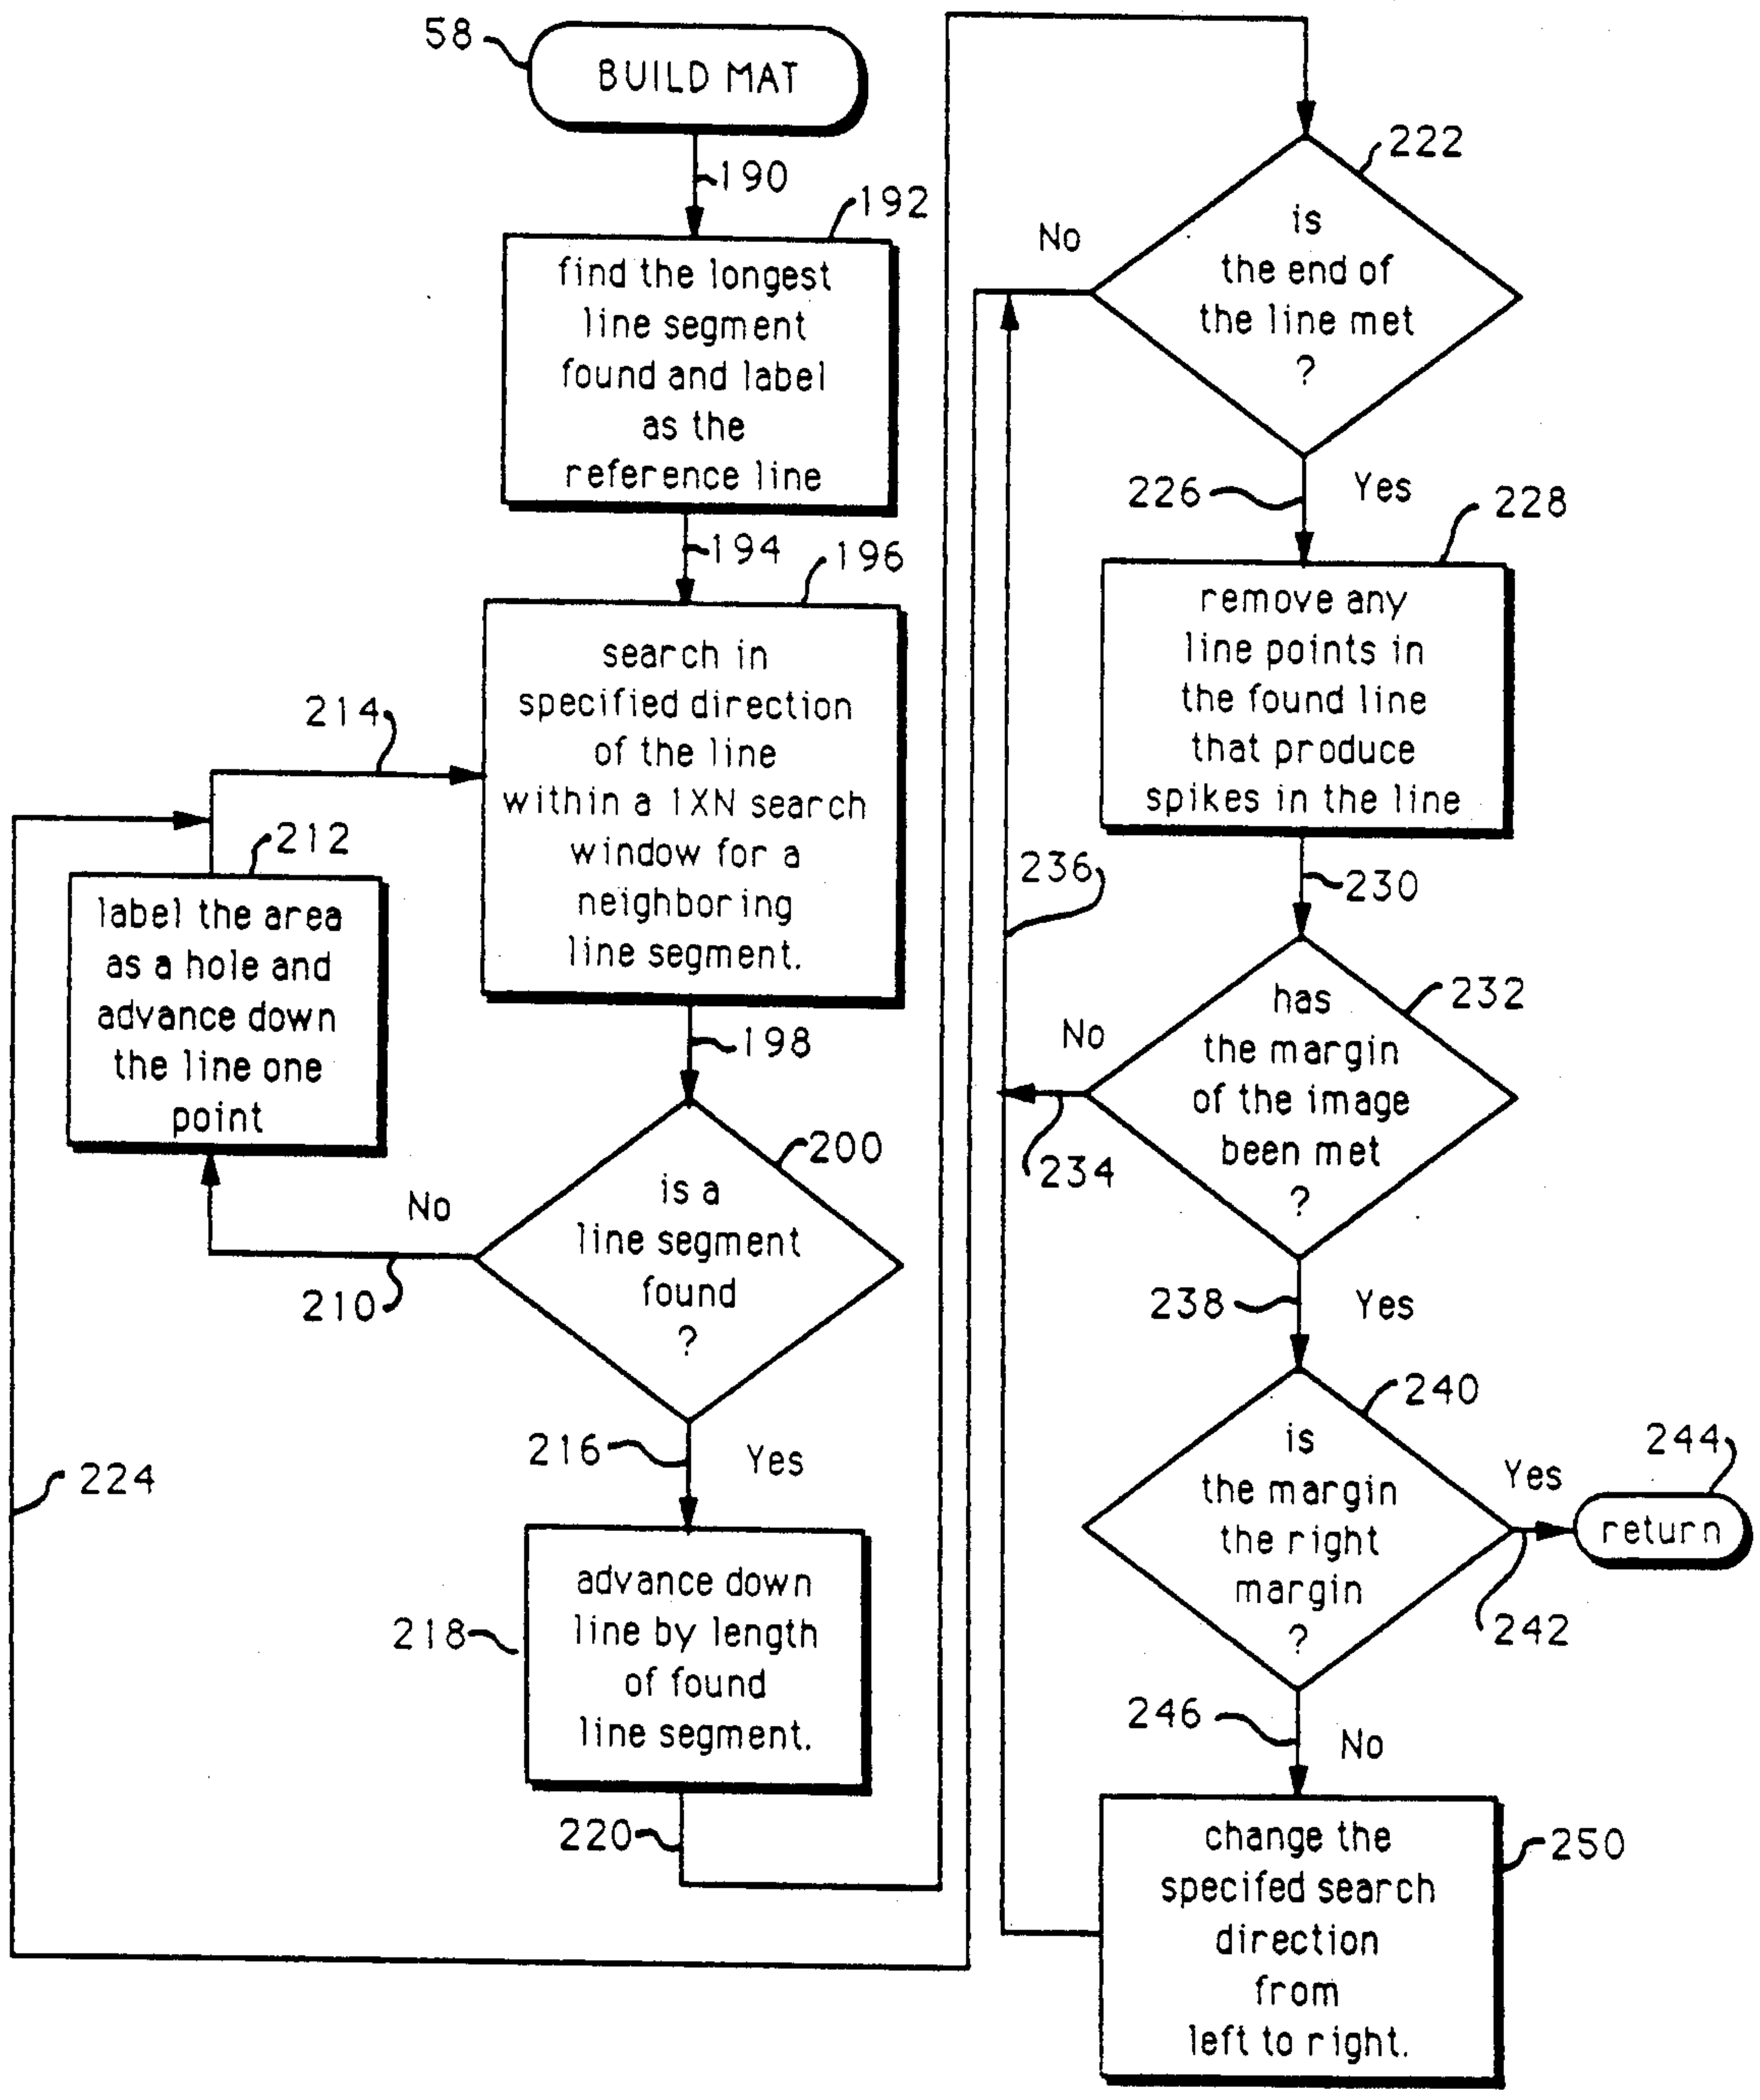 58
BUILD MAT
190
192
find the longest
line segment
found and label
as the
reference line
194
196
search in
specified direction
of the line
within a 1XN search
window for a
neighboring
line segment.
214
212
label the area
as a hole and
advance down
the line one
point
198
200
is a
line segment
found
?
No
210
216
Yes
218
advance down
line by length
of found
line segment.
220
224
222
is
the end of
the line met
?
No
226
Yes
228
remove any
line points in
the found line
that produce
spikes in the line
230
236
232
has
the margin
of the image
been met
?
No
234
238
Yes
240
is
the margin
the right
margin
?
Yes
242
244
return
246
No
250
change the
specifed search
direction
from
left to right.